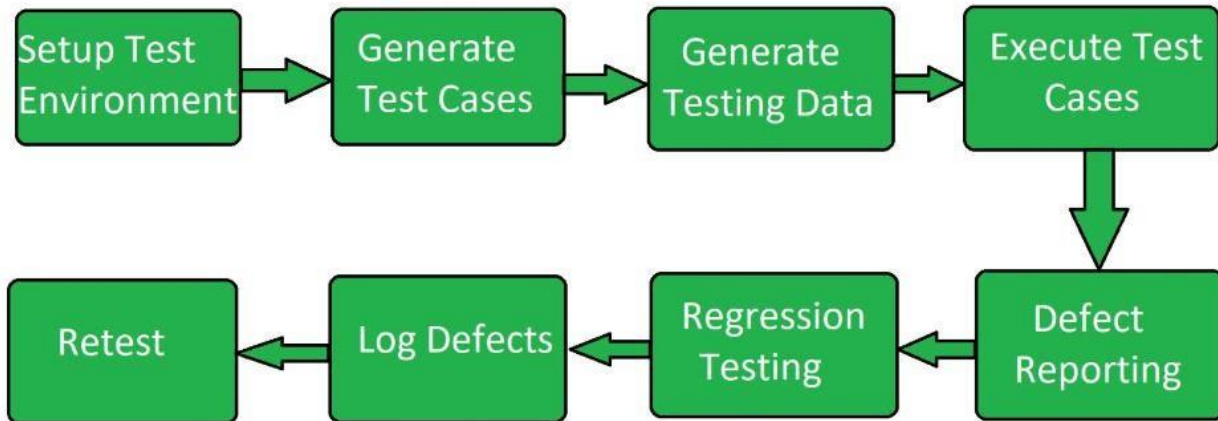 Setup Test
Environment
Generate
Test Cases
Generate
Testing Data
Execute Test
Cases
Defect
Reporting
Regression
Testing
Log Defects
Retest